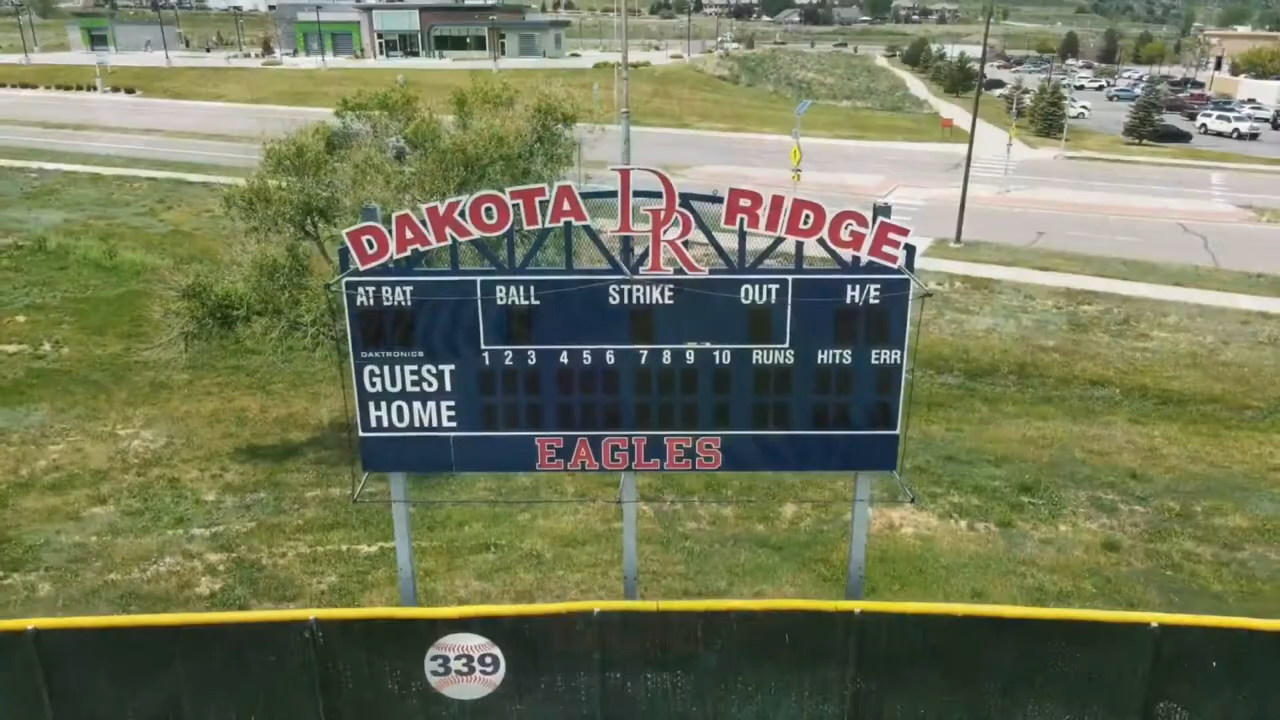 DAKOTA DR RIDGE
AT BAT BALL STRIKE OUT H/E
DAKTRONICS 1 2 3 4 5 6 7 8 9 10 RUNS HITS ERR
GUEST
HOME
EAGLES
339